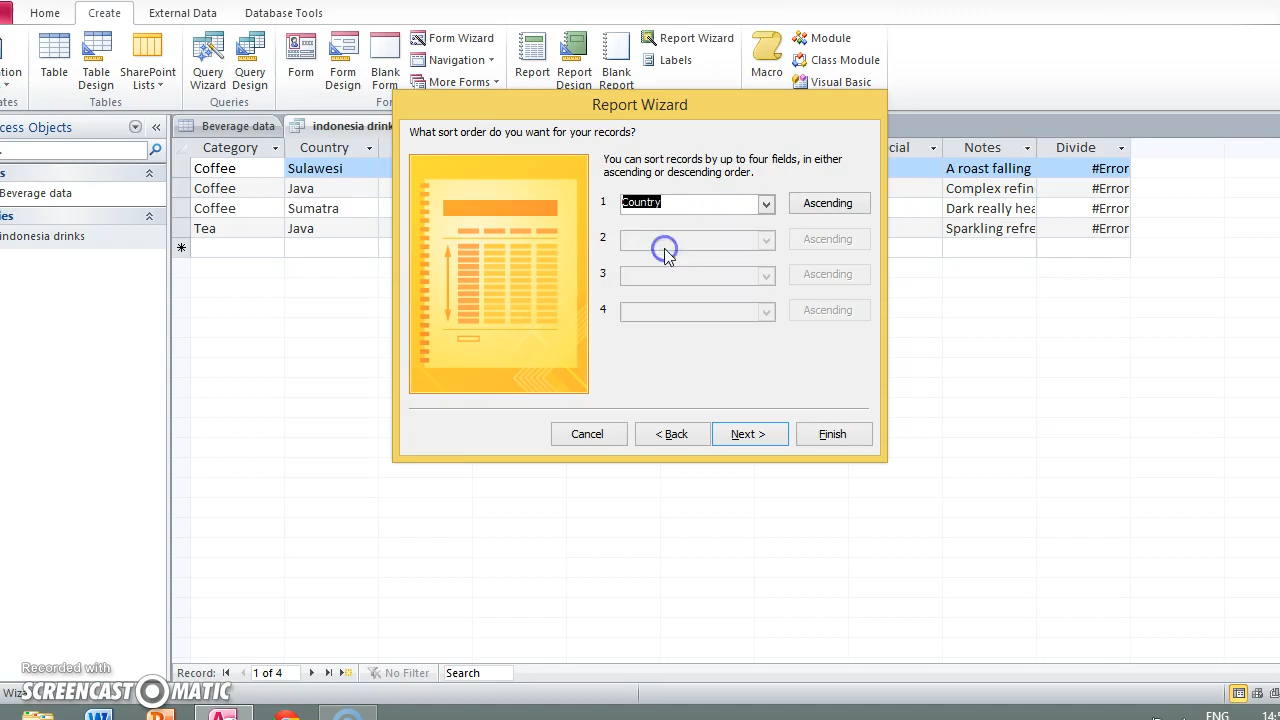 Home Create External Data Database Tools
Table Table Design SharePoint Lists Query Wizard Query Design Form Form Design Blank Form Form Wizard Navigation More Forms Report Report Design Blank Report Report Wizard Labels Macro Module Class Module Visual Basic
Tables Queries
Report Wizard
Beverage data indonesia drink
Category Country Notes Divide
Coffee Sulawesi A roast falling #Error
Coffee Java Complex refin #Error
Coffee Sumatra Dark really hea #Error
Tea Java Sparkling refre #Error
Beverage data
indonesia drinks
What sort order do you want for your records?
You can sort records by up to four fields, in either
ascending or descending order.
1 Country Ascending
2 Ascending
3 Ascending
4 Ascending
Cancel < Back Next > Finish
Record: 1 of 4 No Filter Search
Recorded with
SCREENCAST MATIC
ENG